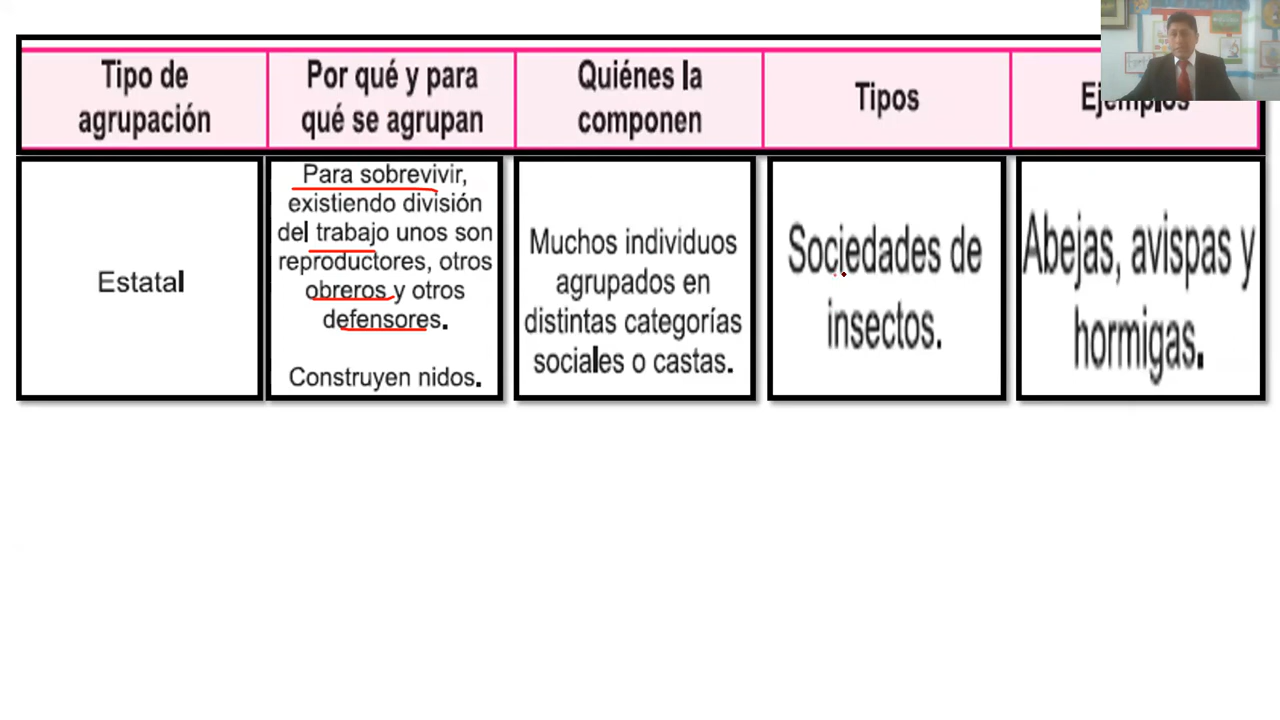 Tipo de
agrupación
Por qué y para
qué se agrupan
Quiénes la
componen
Tipos
Ejemplos
Estatal
Para sobrevivir,
existiendo división
del trabajo unos son
reproductores, otros
obreros y otros
defensores.
Construyen nidos.
Muchos individuos
agrupados en
distintas categorías
sociales o castas.
Sociedades de
insectos.
Abejas, avispas y
hormigas.